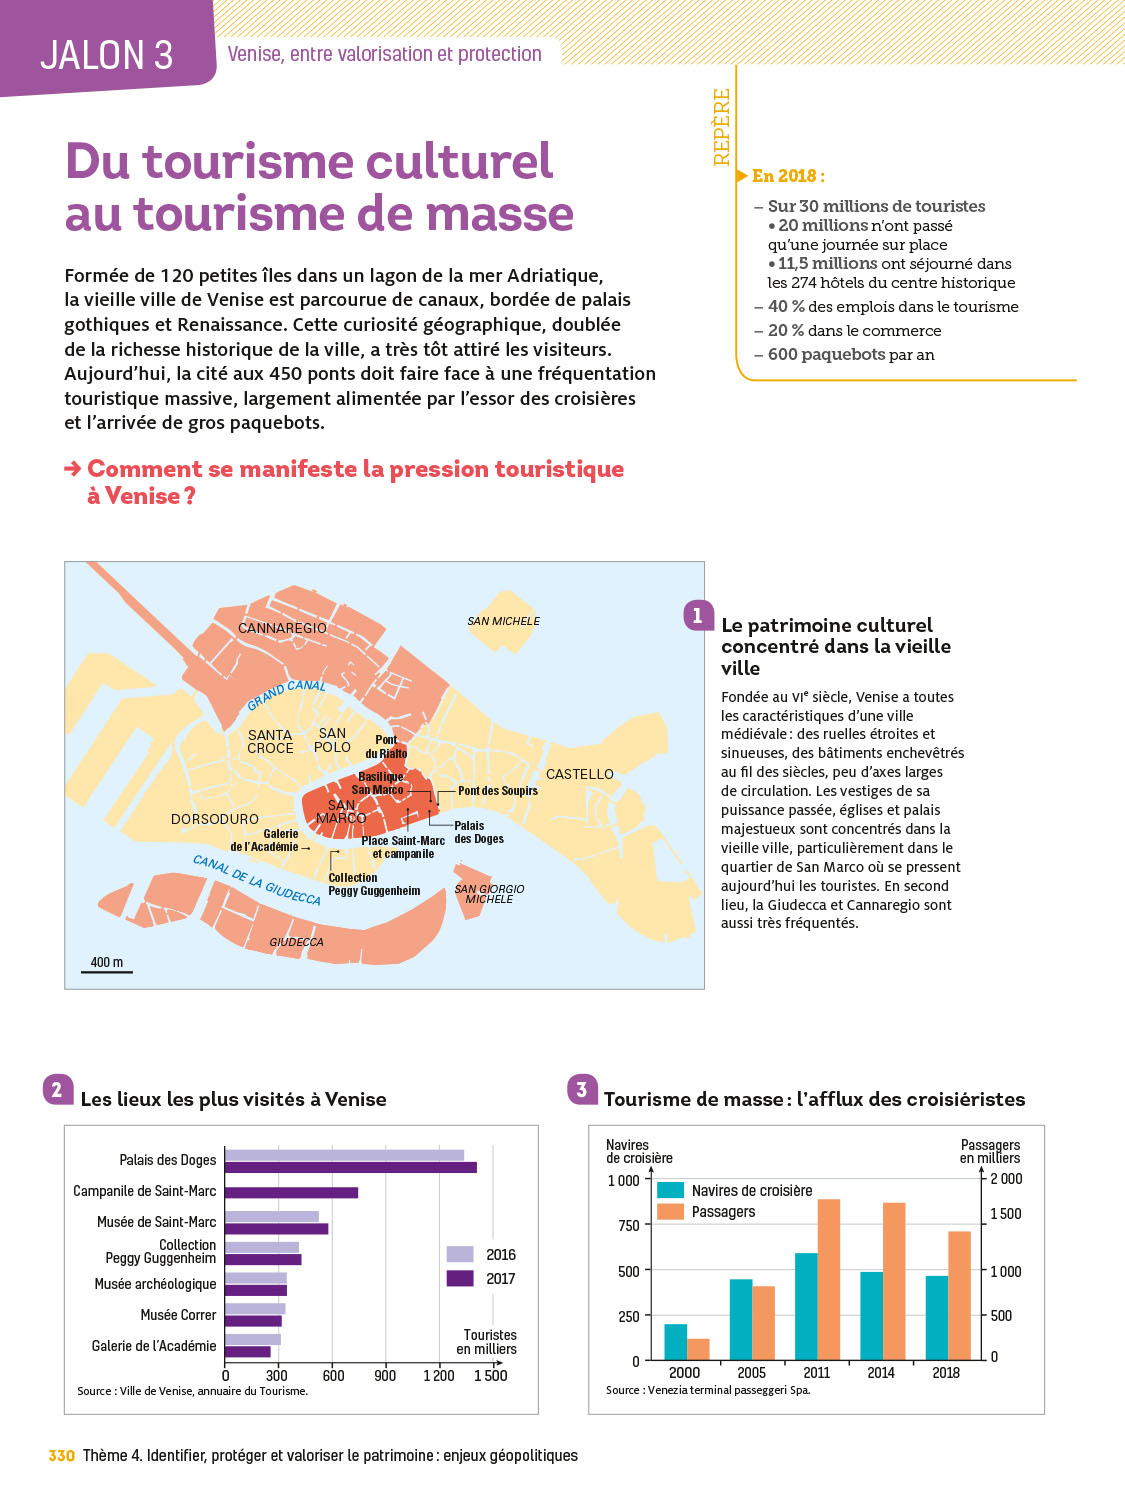 JALON 3
Venise, entre valorisation et protection
Du tourisme culturel
au tourisme de masse
Formée de 120 petites îles dans un lagon de la mer Adriatique,
la vieille ville de Venise est parcourue de canaux, bordée de palais
gothiques et Renaissance. Cette curiosité géographique, doublée
de la richesse historique de la ville, a très tôt attiré les visiteurs.
Aujourd’hui, la cité aux 450 ponts doit faire face à une fréquentation
touristique massive, largement alimentée par l’essor des croisières
et l’arrivée de gros paquebots.
→ Comment se manifeste la pression touristique
à Venise ?
REPÈRE
En 2018 :
– Sur 30 millions de touristes
• 20 millions n’ont passé
qu’une journée sur place
• 11,5 millions ont séjourné dans
les 274 hôtels du centre historique
– 40 % des emplois dans le tourisme
– 20 % dans le commerce
– 600 paquebots par an
CANNAREGIO
SAN MICHELE
GRAND CANAL
SANTA
CROCE
SAN
POLO
Pont
du Rialto
Basilique
San Marco
Pont des Soupirs
CASTELLO
SAN
MARCO
DORSODURO
Galerie
de l’Académie
Place Saint-Marc
et campanile
Palais
des Doges
Collection
Peggy Guggenheim
CANAL DE LA GIUDECCA
SAN GIORGIO
MICHELE
GIUDECCA
400 m
1
Le patrimoine culturel
concentré dans la vieille
ville
Fondée au VIe siècle, Venise a toutes
les caractéristiques d’une ville
médiévale : des ruelles étroites et
sinueuses, des bâtiments enchevêtrés
au fil des siècles, peu d’axes larges
de circulation. Les vestiges de sa
puissance passée, églises et palais
majestueux sont concentrés dans la
vieille ville, particulièrement dans le
quartier de San Marco où se pressent
aujourd’hui les touristes. En second
lieu, la Giudecca et Cannaregio sont
aussi très fréquentés.
2
Les lieux les plus visités à Venise
Palais des Doges
Campanile de Saint-Marc
Musée de Saint-Marc
Collection
Peggy Guggenheim
Musée archéologique
Musée Correr
Galerie de l’Académie
2016
2017
Touristes
en milliers
0 300 600 900 1 200 1 500
Source : Ville de Venise, annuaire du Tourisme.
3
Tourisme de masse : l’afflux des croisiéristes
Navires
de croisière
Passagers
en milliers
1 000
750
500
250
0
Navires de croisière
Passagers
2 000
1 500
1 000
500
0
2000 2005 2011 2014 2018
Source : Venezia terminal passeggeri Spa.
330 Thème 4. Identifier, protéger et valoriser le patrimoine : enjeux géopolitiques